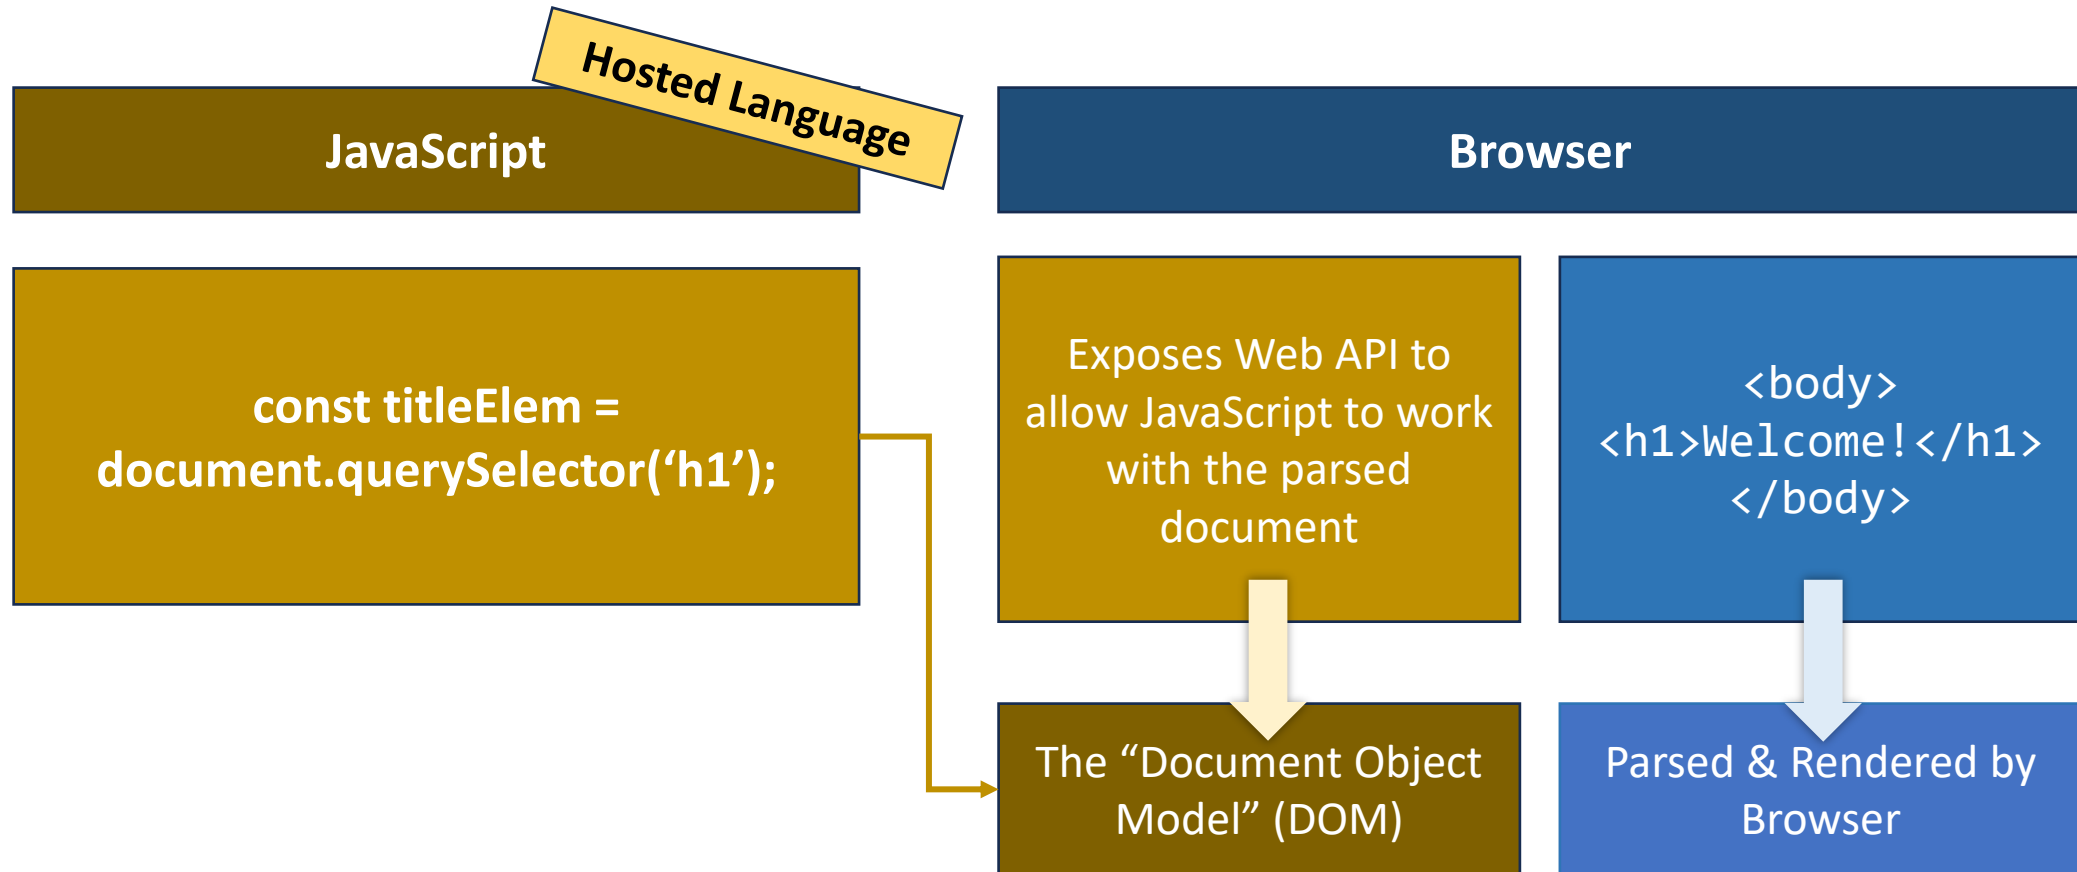 Hosted Language
JavaScript
Browser
const titleElem =
document.querySelector(‘h1’);
Exposes Web API to
allow JavaScript to work
with the parsed
document
<body>
<h1>Welcome!</h1>
</body>
The “Document Object
Model” (DOM)
Parsed & Rendered by
Browser